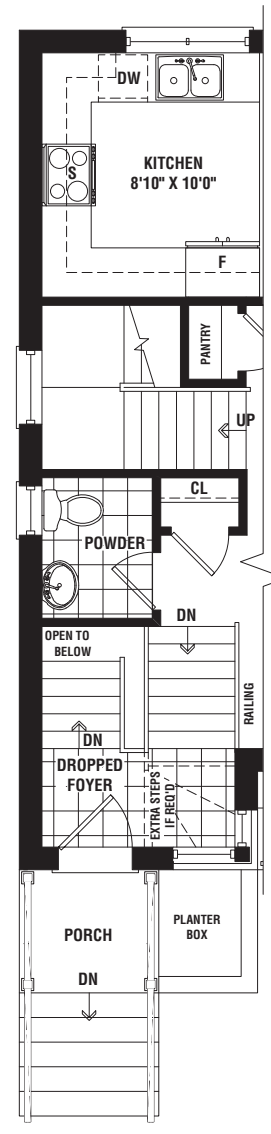 DW
KITCHEN
8'10" X 10'0"
S
F
PANTRY
UP
CL
POWDER
DN
OPEN TO
BELOW
RAILING
DN
DROPPED
FOYER
EXTRA STEPS
IF REQ'D
PORCH
PLANTER
BOX
DN